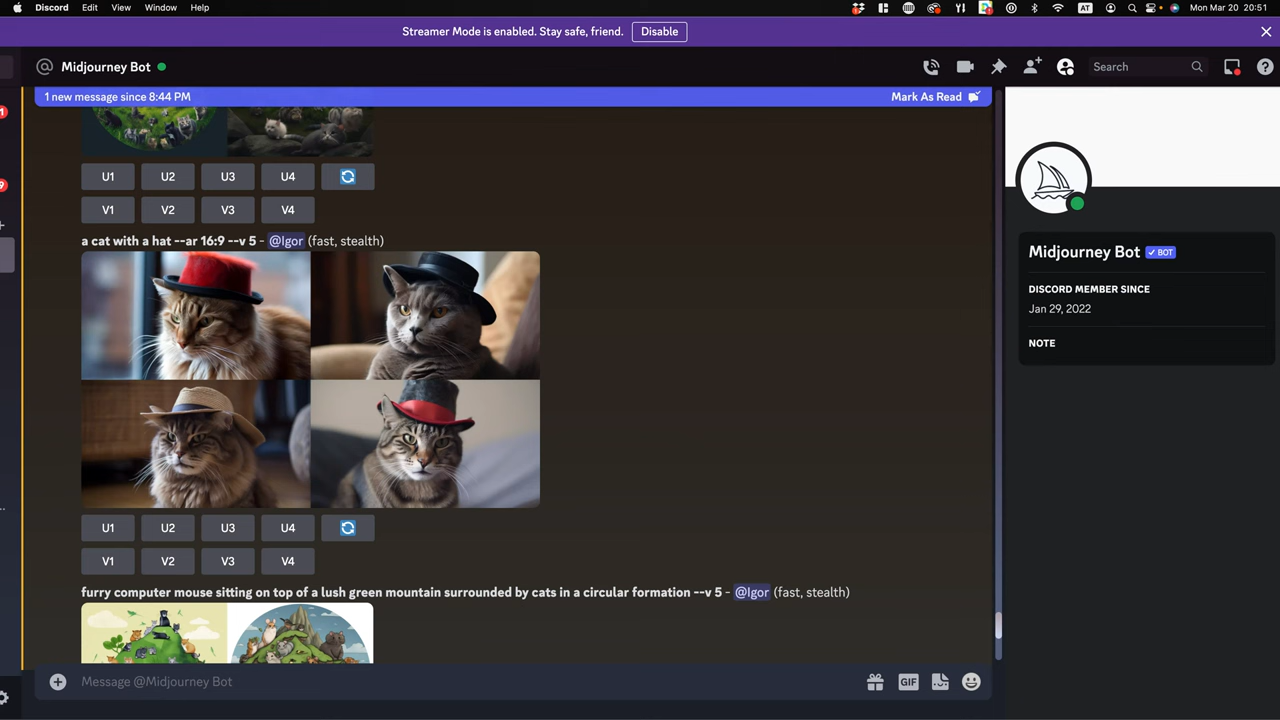 Discord Edit View Window Help
AT Mon Mar 20 20:51
Streamer Mode is enabled. Stay safe, friend. Disable
Midjourney Bot
Search
1 new message since 8:44 PM Mark As Read
U1 U2 U3 U4
V1 V2 V3 V4
a cat with a hat --ar 16:9 --v 5 - @Igor (fast, stealth)
U1 U2 U3 U4
V1 V2 V3 V4
furry computer mouse sitting on top of a lush green mountain surrounded by cats in a circular formation --v 5 - @Igor (fast, stealth)
Message @Midjourney Bot
GIF
Midjourney Bot ✓ BOT
DISCORD MEMBER SINCE
Jan 29, 2022
NOTE